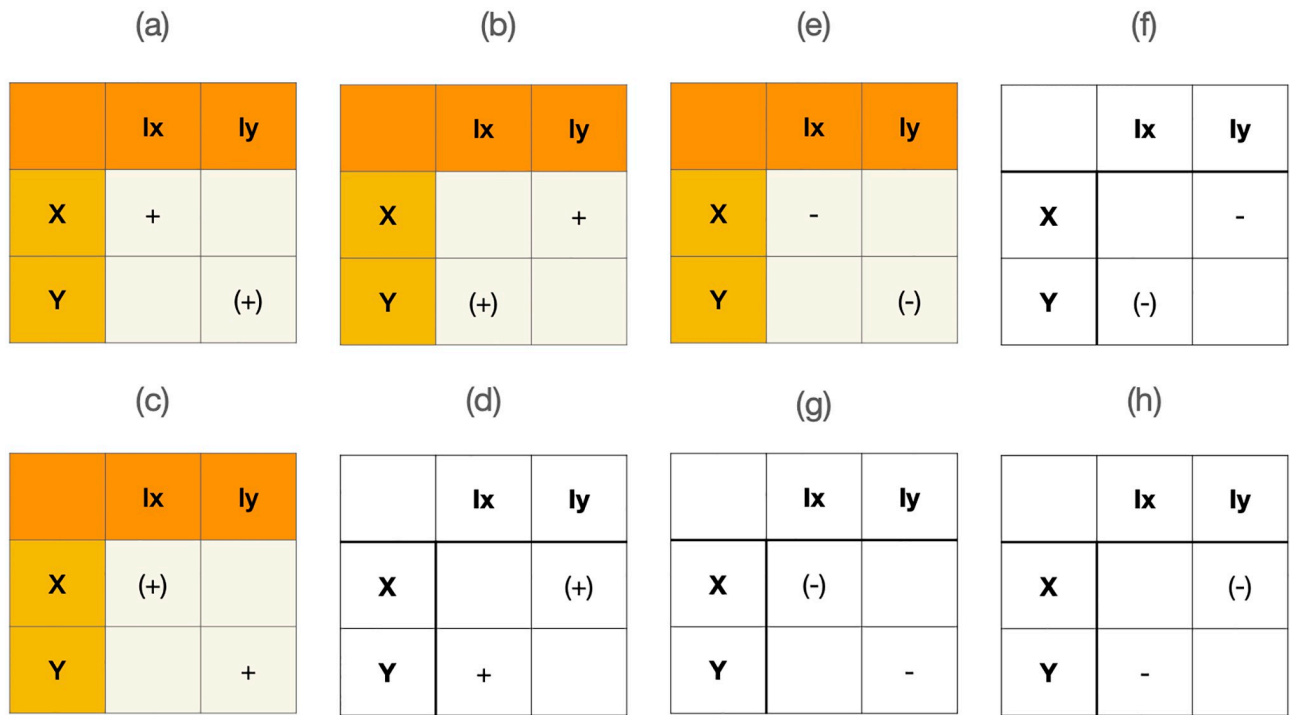 (a) (b) (e) (f)
Ix Iy Ix Iy Ix Iy Ix Iy
X + X + X - X -
Y (+) Y (+) Y (-) Y (-)
(c) (d) (g) (h)
Ix Iy Ix Iy Ix Iy Ix Iy
X (+) X (+) X (-) X (-)
Y + Y + Y - Y -